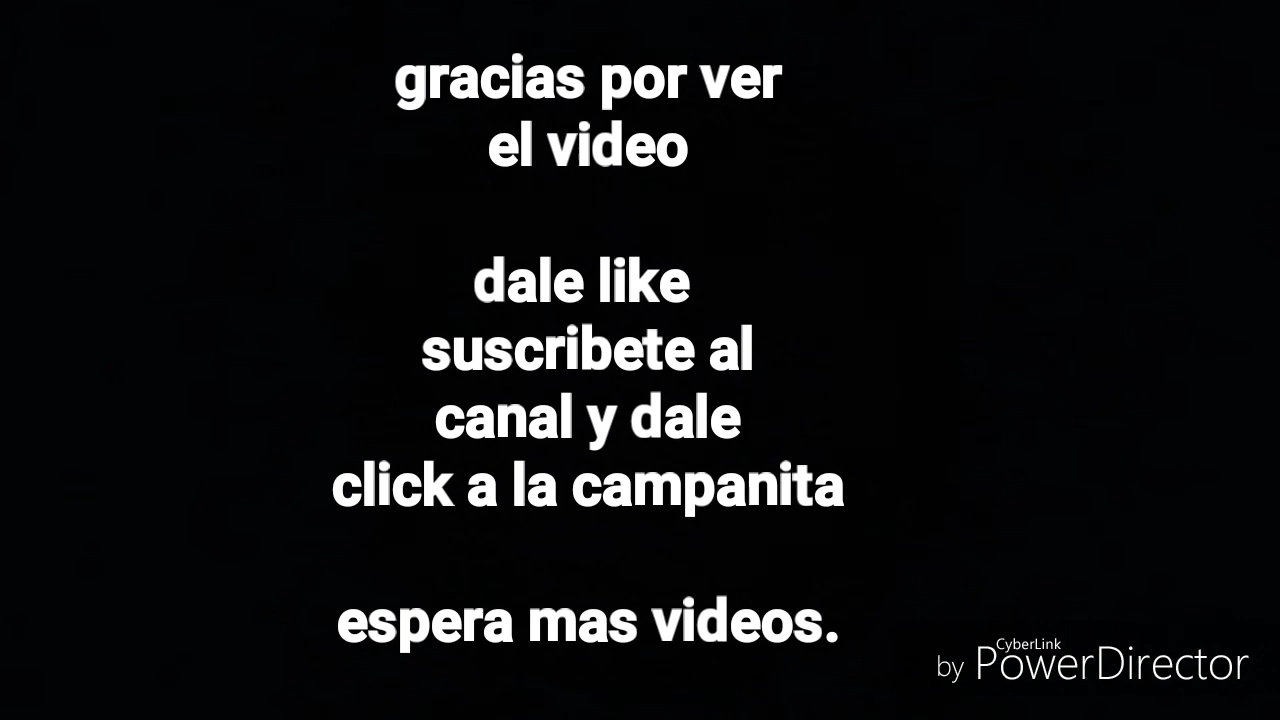 gracias por ver
el video
dale like
suscribete al
canal y dale
click a la campanita
espera mas videos.
CyberLink
by PowerDirector